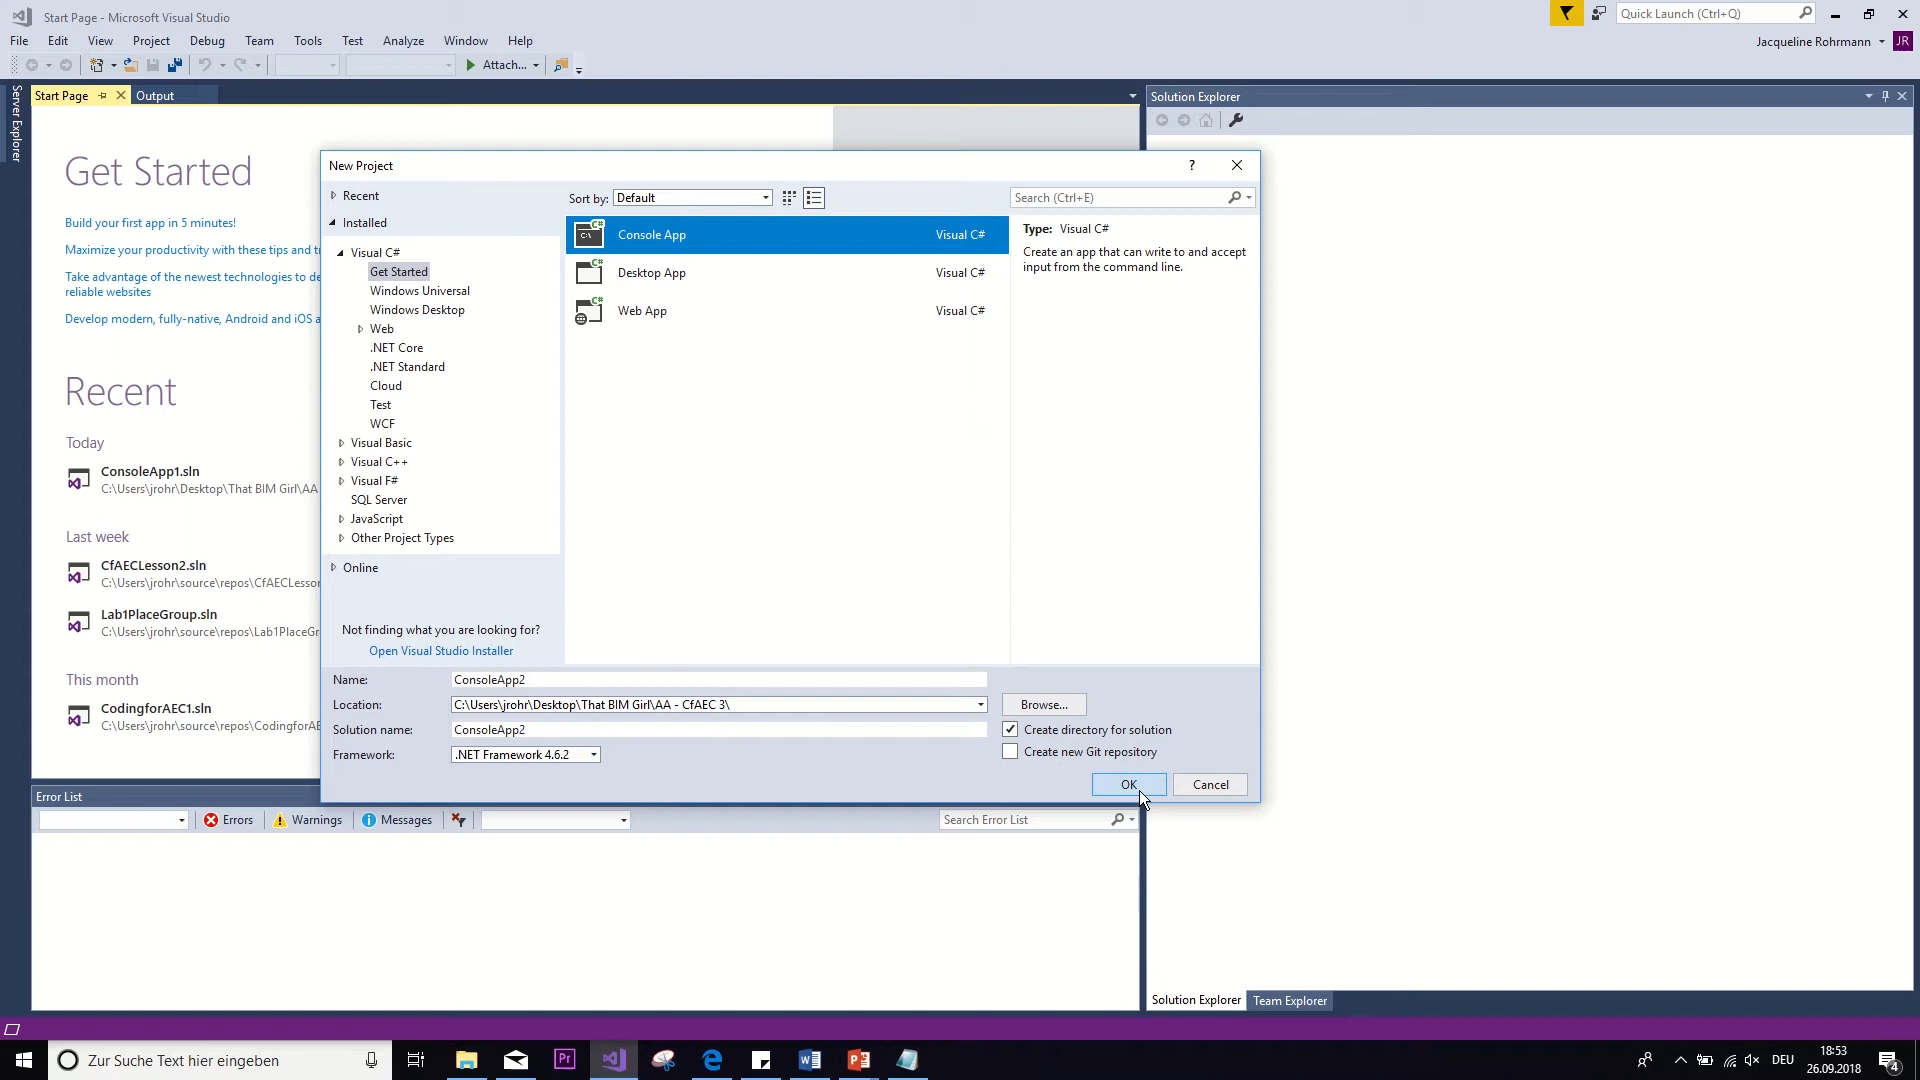 Start Page - Microsoft Visual Studio
Quick Launch (Ctrl+Q)
File Edit View Project Debug Team Tools Test Analyze Window Help
Jacqueline Rohrmann JR
Attach...
Server Explorer
Start Page Output
Solution Explorer
Get Started
Build your first app in 5 minutes!
Maximize your productivity with these tips and
Take advantage of the newest technologies to
reliable websites
Develop modern, fully-native, Android and iOS
Recent
Today
ConsoleApp1.sln
C:\Users\jrohr\Desktop\That BIM Girl\AA
Last week
CfAECLesson2.sln
C:\Users\jrohr\source\repos\CfAECLesson
Lab1PlaceGroup.sln
C:\Users\jrohr\source\repos\Lab1PlaceGr
This month
CodingforAEC1.sln
C:\Users\jrohr\source\repos\CodingforAE
New Project
?
Recent
Installed
Visual C#
Get Started
Windows Universal
Windows Desktop
Web
.NET Core
.NET Standard
Cloud
Test
WCF
Visual Basic
Visual C++
Visual F#
SQL Server
JavaScript
Other Project Types
Online
Not finding what you are looking for?
Open Visual Studio Installer
Sort by: Default
Search (Ctrl+E)
C# C:\ Console App Visual C#
C# Desktop App Visual C#
C# Web App Visual C#
Type: Visual C#
Create an app that can write to and accept
input from the command line.
Name: ConsoleApp2
Location: C:\Users\jrohr\Desktop\That BIM Girl\AA - CfAEC 3\ Browse...
Solution name: ConsoleApp2
Create directory for solution
Framework: .NET Framework 4.6.2
Create new Git repository
OK Cancel
Error List
Errors Warnings Messages
Search Error List
Solution Explorer Team Explorer
Zur Suche Text hier eingeben
Pr
DEU
18:53
26.09.2018
4